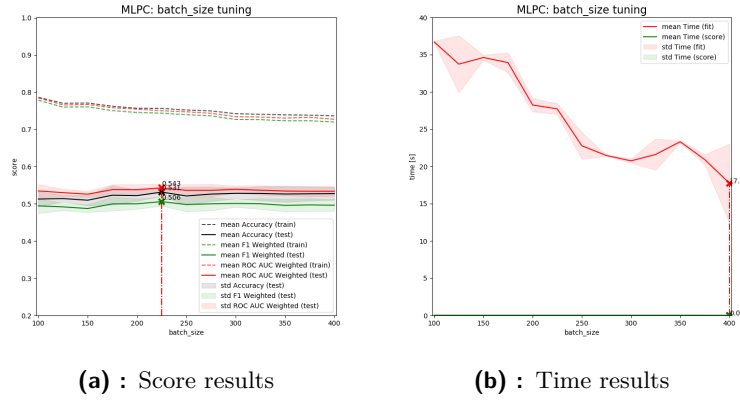 MLPC: batch_size tuning
1.0
0.9
0.8
0.7
0.6
0.5
0.4
0.3
0.2
score
0.543
0.531
0.506
mean Accuracy (train)
mean Accuracy (test)
mean F1 Weighted (train)
mean F1 Weighted (test)
mean ROC AUC Weighted (train)
mean ROC AUC Weighted (test)
std Accuracy (test)
std F1 Weighted (test)
std ROC AUC Weighted (test)
100 150 200 250 300 350 400
batch_size
(a) : Score results
MLPC: batch_size tuning
40
35
30
25
20
15
10
5
0
time [s]
mean Time (fit)
mean Time (score)
std Time (fit)
std Time (score)
100 150 200 250 300 350 400
batch_size
(b) : Time results